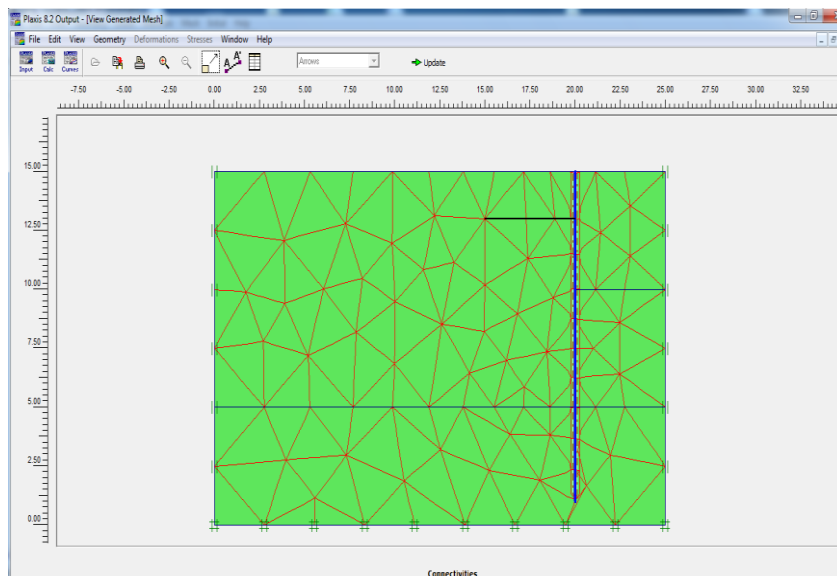 Plaxis 8.2 Output - [View Generated Mesh]
File Edit View Geometry Deformations Stresses Window Help
Input Calc Curves Arrows Update
-7.50 -5.00 -2.50 0.00 2.50 5.00 7.50 10.00 12.50 15.00 17.50 20.00 22.50 25.00 27.50 30.00 32.50
15.00
12.50
10.00
7.50
5.00
2.50
0.00
Connectivities